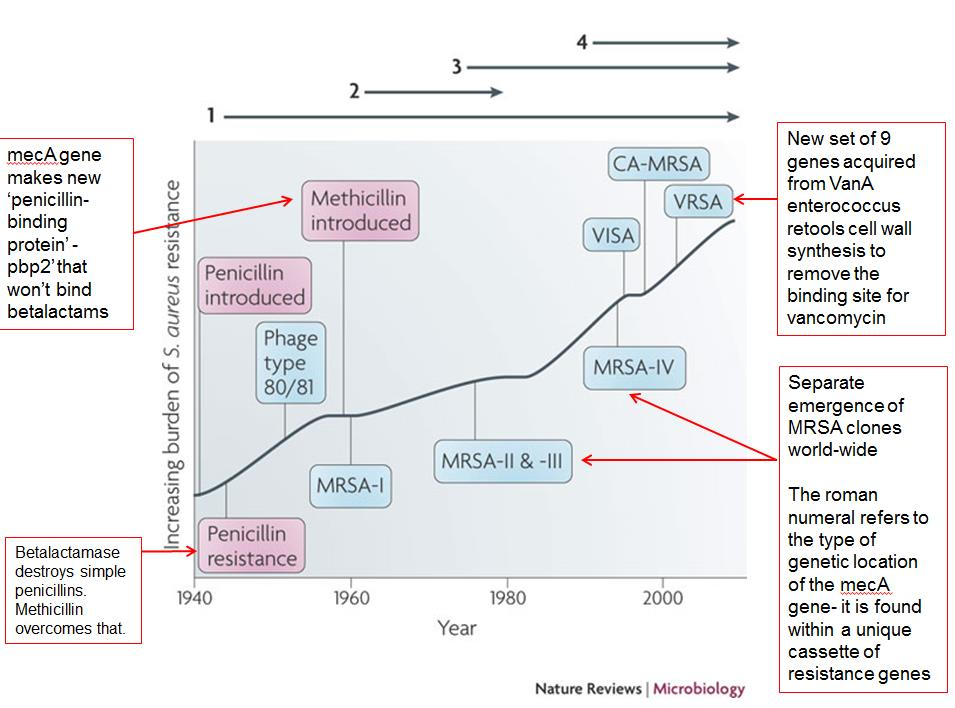 4
3
2
1
mecA gene
makes new
‘penicillin-
binding
protein’ -
pbp2’ that
won’t bind
betalactams
Betalactamase
destroys simple
penicillins.
Methicillin
overcomes that.
Increasing burden of S. aureus resistance
Penicillin
introduced
Phage
type
80/81
Methicillin
introduced
Penicillin
resistance
MRSA-I
MRSA-II & -III
MRSA-IV
VISA
CA-MRSA
VRSA
1940
1960
1980
2000
Year
New set of 9
genes acquired
from VanA
enterococcus
retools cell wall
synthesis to
remove the
binding site for
vancomycin
Separate
emergence of
MRSA clones
world-wide
The roman
numeral refers to
the type of
genetic location
of the mecA
gene- it is found
within a unique
cassette of
resistance genes
Nature Reviews | Microbiology